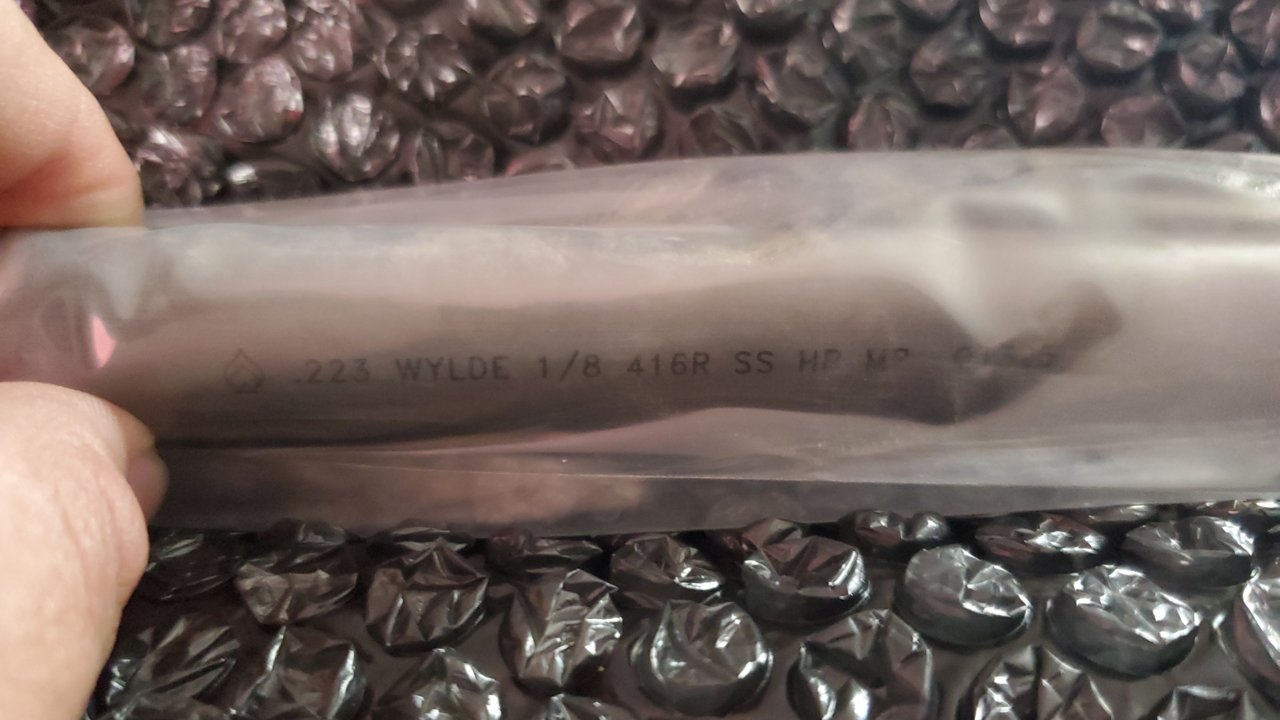 .223 WYLDE 1/8 416R SS HP MP